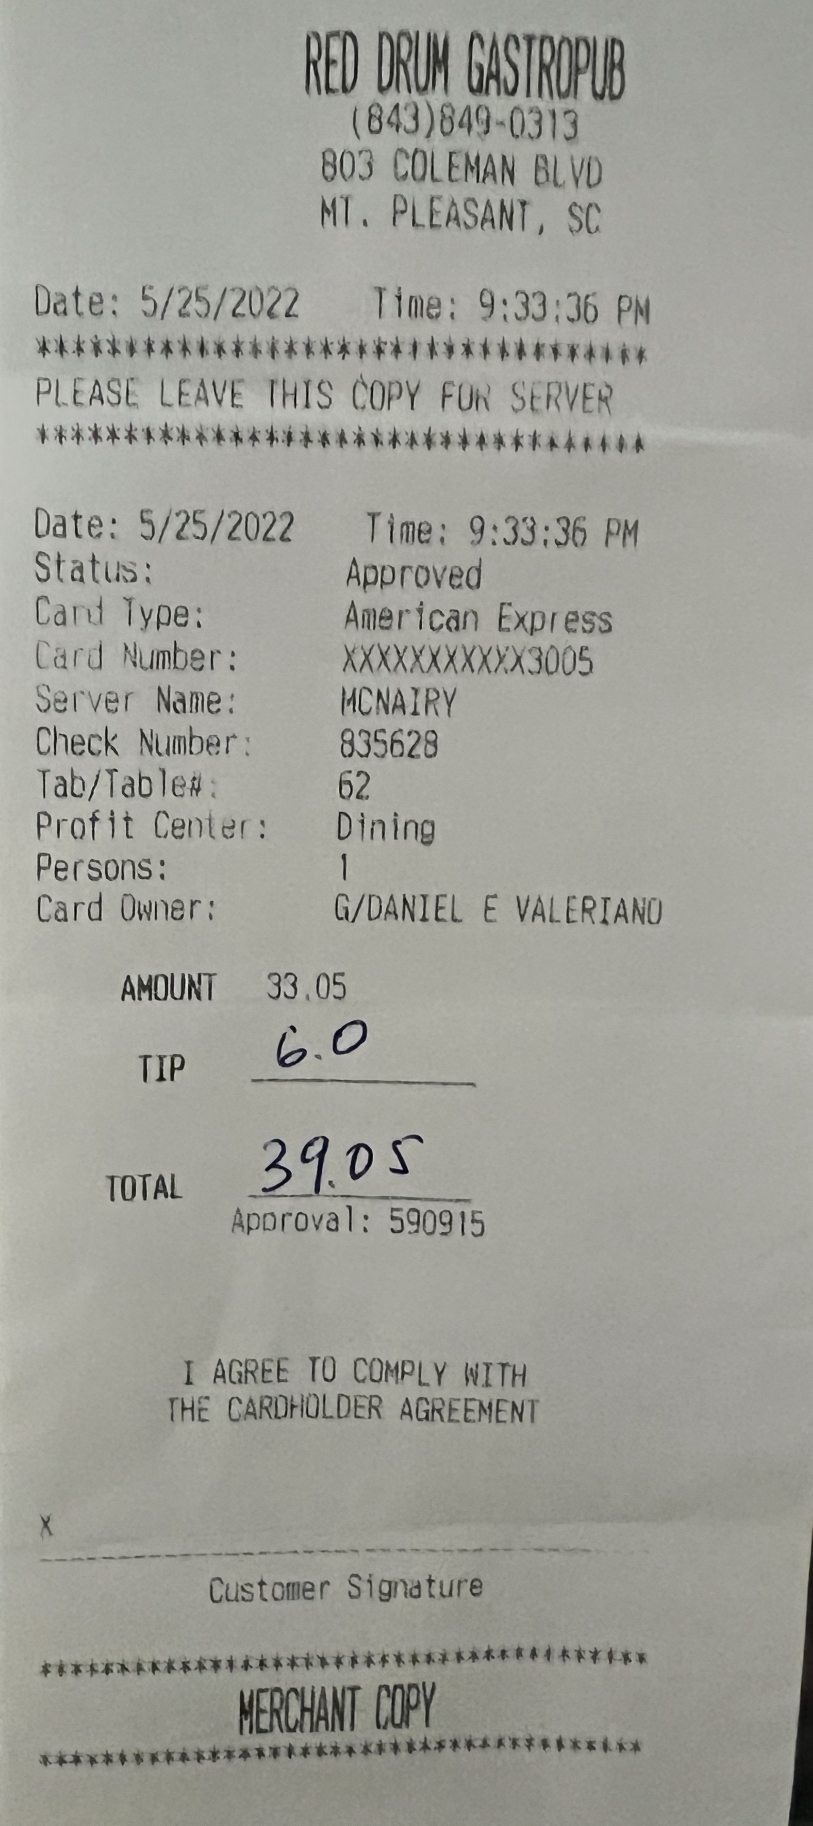 RED DRUM GASTROPUB
(843)849-0313
803 COLEMAN BLVD
MT. PLEASANT, SC
Date: 5/25/2022 Time: 9:33:36 PM
***********************************
PLEASE LEAVE THIS COPY FOR SERVER
***********************************
Date: 5/25/2022 Time: 9:33:36 PM
Status: Approved
Card Type: American Express
Card Number: XXXXXXXXXXX3005
Server Name: MCNAIRY
Check Number: 835628
Tab/Table#: 62
Profit Center: Dining
Persons: 1
Card Owner: G/DANIEL E VALERIANO
AMOUNT 33.05
TIP 6.0
TOTAL 39.05
Approval: 590915
I AGREE TO COMPLY WITH
THE CARDHOLDER AGREEMENT
X
Customer Signature
***********************************
MERCHANT COPY
***********************************